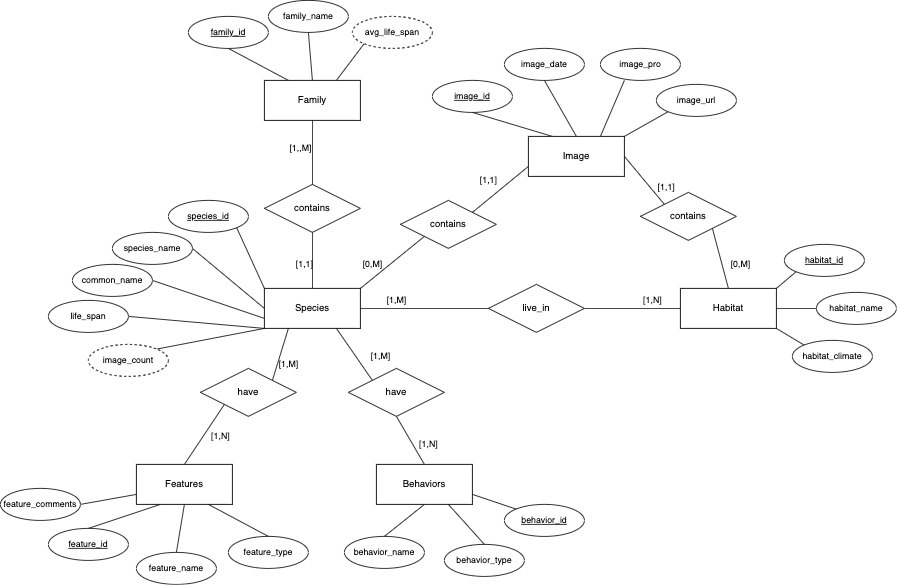 family_name
family_id
avg_life_span
image_date
image_pro
image_id
image_url
Family
Image
[1,,M]
[1,1]
[1,1]
contains
species_id
contains
contains
species_name
[1,1]
[0,M]
[0,M]
habitat_id
common_name
life_span
Species
[1,M]
live_in
[1,N]
Habitat
habitat_name
image_count
[1,M]
[1,M]
habitat_climate
have
have
[1,N]
[1,N]
Features
Behaviors
feature_comments
behavior_id
feature_id
feature_name
feature_type
behavior_name
behavior_type